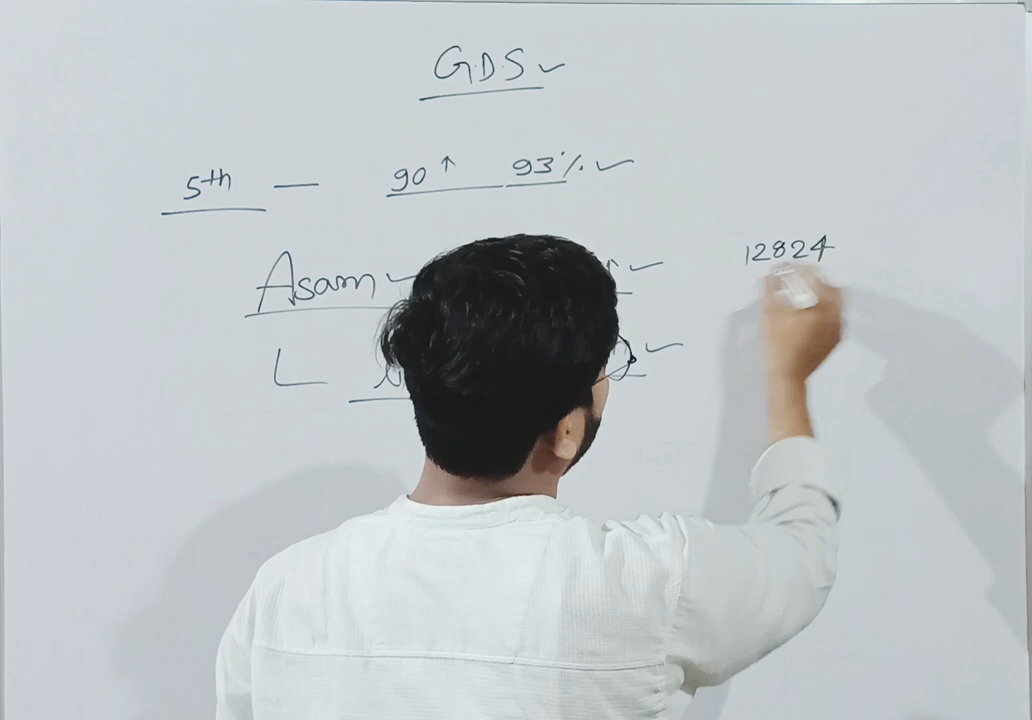 GDS ✓
5th — 90↑ 93% ✓
Asam ✓ ↑ ✓
12824
L ✓